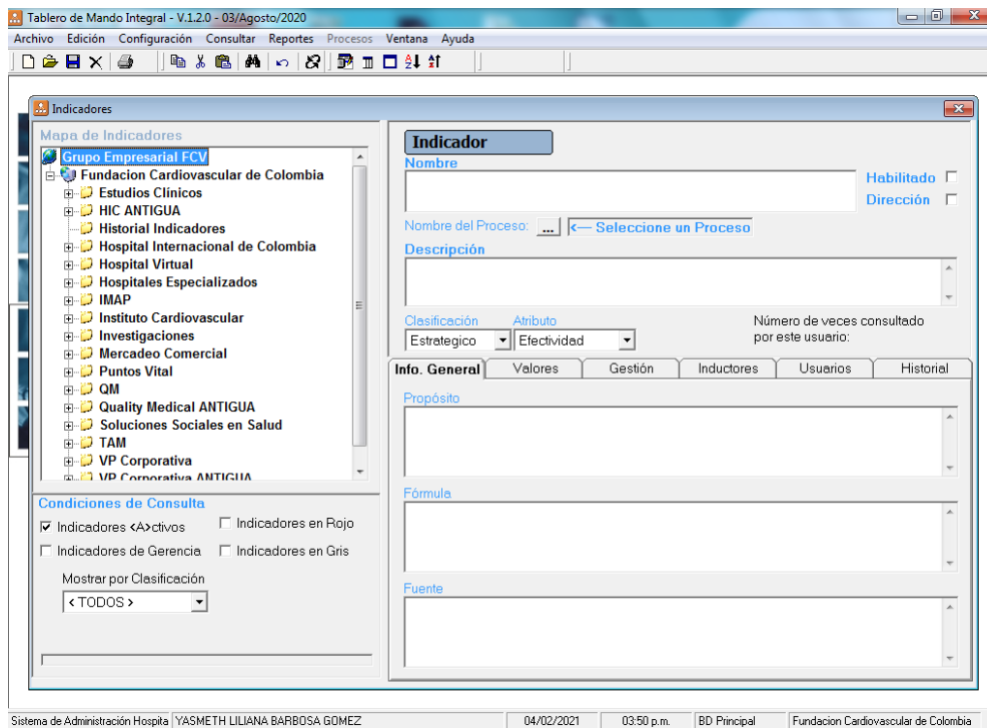 Tablero de Mando Integral - V.1.2.0 - 03/Agosto/2020
Archivo Edición Configuración Consultar Reportes Procesos Ventana Ayuda
Indicadores
Mapa de Indicadores
Grupo Empresarial FCV
Fundacion Cardiovascular de Colombia
Estudios Clínicos
HIC ANTIGUA
Historial Indicadores
Hospital Internacional de Colombia
Hospital Virtual
Hospitales Especializados
IMAP
Instituto Cardiovascular
Investigaciones
Mercadeo Comercial
Puntos Vital
QM
Quality Medical ANTIGUA
Soluciones Sociales en Salud
TAM
VP Corporativa
VP Corporativa ANTIGUA
Condiciones de Consulta
Indicadores <A>ctivos Indicadores en Rojo
Indicadores de Gerencia Indicadores en Gris
Mostrar por Clasificación
< TODOS >
Indicador
Nombre
Habilitado
Dirección
Nombre del Proceso: ... <— Seleccione un Proceso
Descripción
Clasificación Atributo Número de veces consultado
Estrategico Efectividad por este usuario:
Info. General Valores Gestión Inductores Usuarios Historial
Propósito
Fórmula
Fuente
Sistema de Administración Hospita YASMETH LILIANA BARBOSA GOMEZ 04/02/2021 03:50 p.m. BD Principal Fundacion Cardiovascular de Colombia